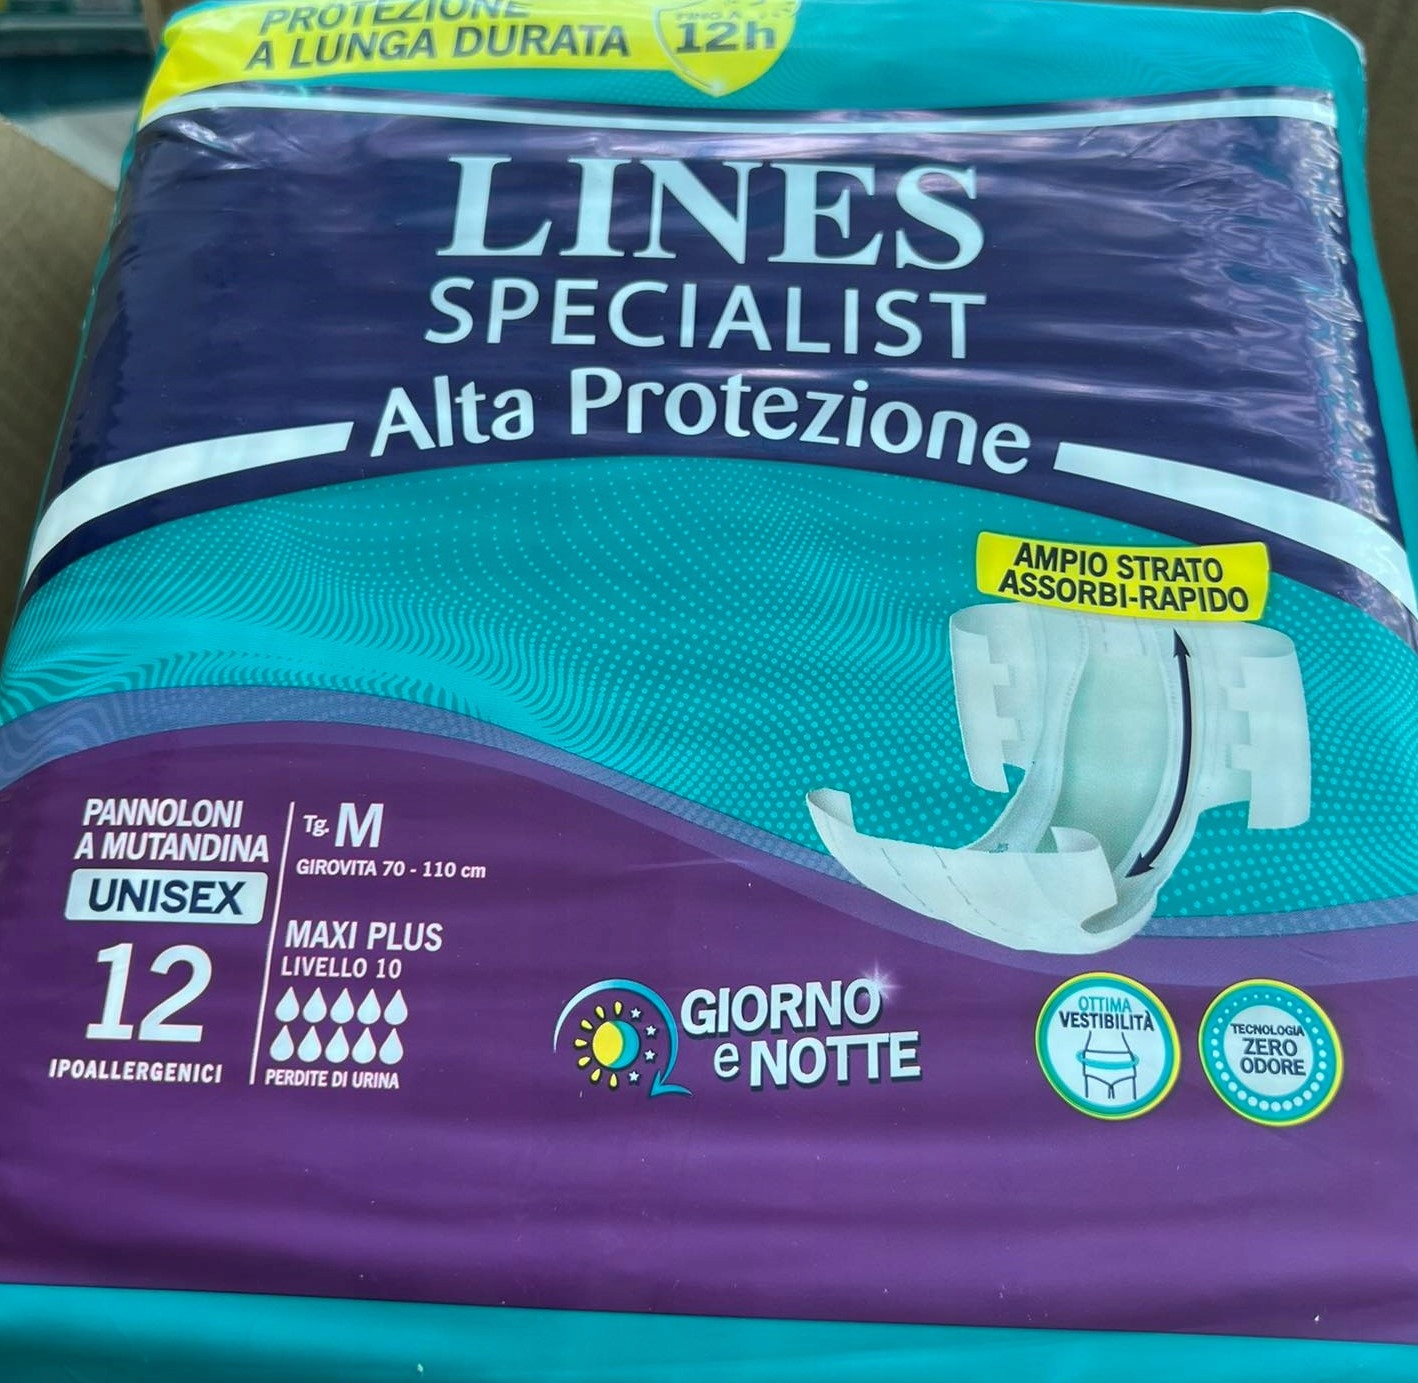 PROTEZIONE
A LUNGA DURATA
FINO A
12h
LINES
SPECIALIST
Alta Protezione
AMPIO STRATO
ASSORBI-RAPIDO
PANNOLONI
A MUTANDINA
UNISEX
12
IPOALLERGENICI
Tg. M
GIROVITA 70 - 110 cm
MAXI PLUS
LIVELLO 10
PERDITE DI URINA
GIORNO
e NOTTE
OTTIMA
VESTIBILITÀ
TECNOLOGIA
ZERO
ODORE